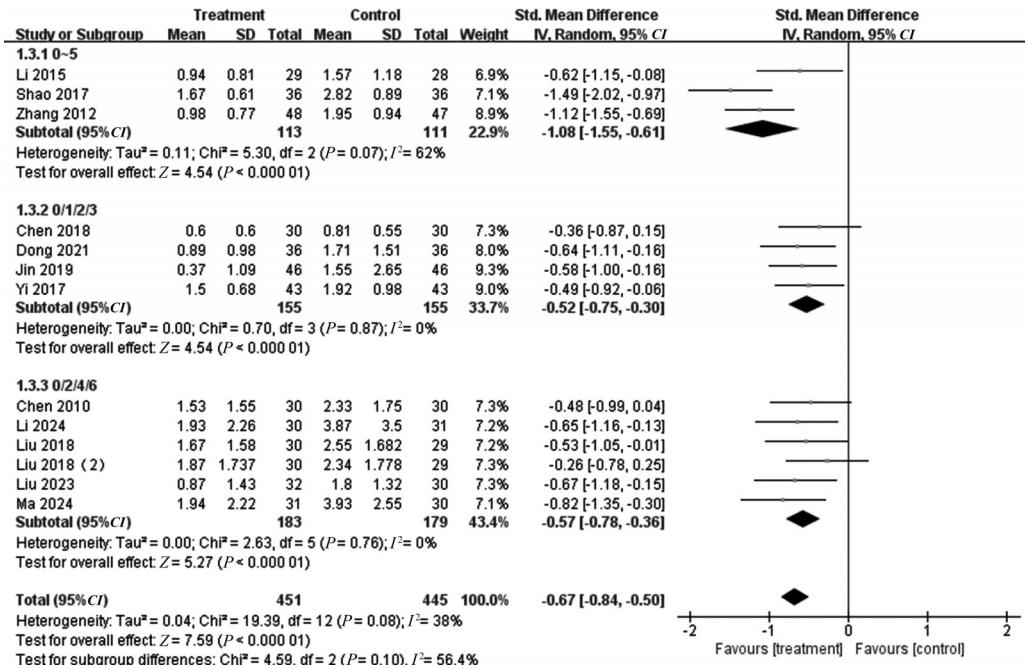 Treatment Control Std. Mean Difference Std. Mean Difference
Study or Subgroup Mean SD Total Mean SD Total Weight IV, Random, 95% CI IV, Random, 95% CI
1.3.1 0~5
Li 2015 0.94 0.81 29 1.57 1.18 28 6.9% -0.62 [-1.15, -0.08]
Shao 2017 1.67 0.61 36 2.82 0.89 36 7.1% -1.49 [-2.02, -0.97]
Zhang 2012 0.98 0.77 48 1.95 0.94 47 8.9% -1.12 [-1.55, -0.69]
Subtotal (95%CI) 113 111 22.9% -1.08 [-1.55, -0.61]
Heterogeneity: Tau² = 0.11; Chi² = 5.30, df = 2 (P = 0.07); I² = 62%
Test for overall effect: Z = 4.54 (P < 0.000 01)
1.3.2 0/1/2/3
Chen 2018 0.6 0.6 30 0.81 0.55 30 7.3% -0.36 [-0.87, 0.15]
Dong 2021 0.89 0.98 36 1.71 1.51 36 8.0% -0.64 [-1.11, -0.16]
Jin 2019 0.37 1.09 46 1.55 2.65 46 9.3% -0.58 [-1.00, -0.16]
Yi 2017 1.5 0.68 43 1.92 0.98 43 9.0% -0.49 [-0.92, -0.06]
Subtotal (95%CI) 155 155 33.7% -0.52 [-0.75, -0.30]
Heterogeneity: Tau² = 0.00; Chi² = 0.70, df = 3 (P = 0.87); I² = 0%
Test for overall effect: Z = 4.54 (P < 0.000 01)
1.3.3 0/2/4/6
Chen 2010 1.53 1.55 30 2.33 1.75 30 7.3% -0.48 [-0.99, 0.04]
Li 2024 1.93 2.26 30 3.87 3.5 31 7.2% -0.65 [-1.16, -0.13]
Liu 2018 1.67 1.58 30 2.55 1.682 29 7.2% -0.53 [-1.05, -0.01]
Liu 2018 (2) 1.87 1.737 30 2.34 1.778 29 7.3% -0.26 [-0.78, 0.25]
Liu 2023 0.87 1.43 32 1.8 1.32 30 7.3% -0.67 [-1.18, -0.15]
Ma 2024 1.94 2.22 31 3.93 2.55 30 7.1% -0.82 [-1.35, -0.30]
Subtotal (95%CI) 183 179 43.4% -0.57 [-0.78, -0.36]
Heterogeneity: Tau² = 0.00; Chi² = 2.63, df = 5 (P = 0.76); I² = 0%
Test for overall effect: Z = 5.27 (P < 0.000 01)
Total (95%CI) 451 445 100.0% -0.67 [-0.84, -0.50]
Heterogeneity: Tau² = 0.04; Chi² = 19.39, df = 12 (P = 0.08); I² = 38%
Test for overall effect: Z = 7.59 (P < 0.000 01)
Test for subgroup differences: Chi² = 4.59, df = 2 (P = 0.10), I² = 56.4%
-2 -1 0 1 2
Favours [treatment] Favours [control]